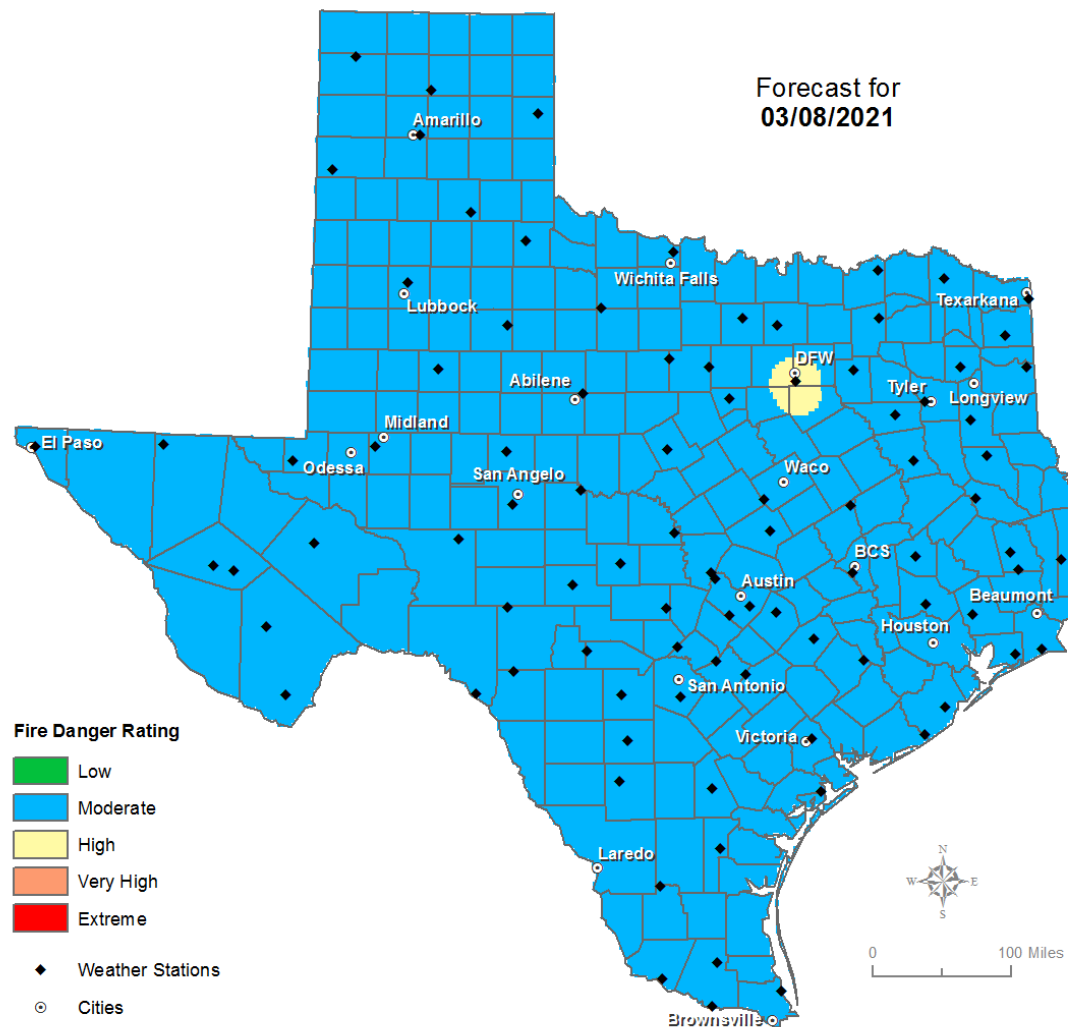 Forecast for
03/08/2021
Amarillo
Wichita Falls
Lubbock
Texarkana
DFW
Abilene
Tyler
Longview
Midland
El Paso
Odessa
San Angelo
Waco
BCS
Austin
Beaumont
Houston
San Antonio
Victoria
Laredo
Brownsville
Fire Danger Rating
Low
Moderate
High
Very High
Extreme
Weather Stations
Cities
N
W E
S
0 100 Miles